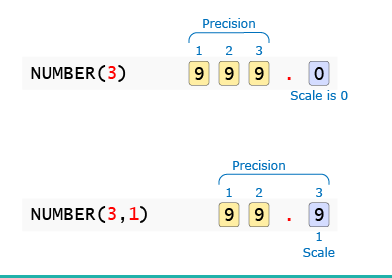 Precision
1 2 3
NUMBER(3) 9 9 9 . 0
Scale is 0
Precision
1 2 3
NUMBER(3,1) 9 9 . 9
1
Scale